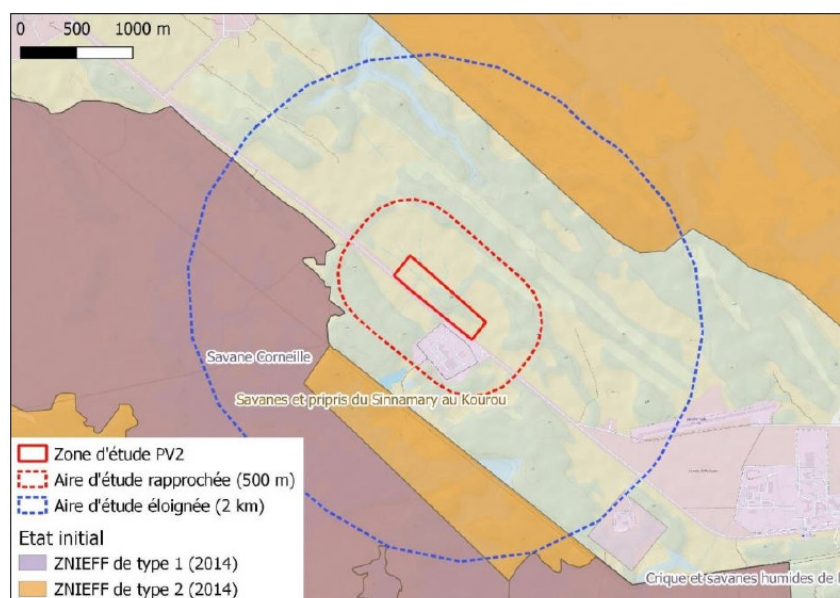 0 500 1000 m
Savane Corneille
Savanes et pripris du Sinnamary au Kourou
Zone d'étude PV2
Aire d'étude rapprochée (500 m)
Aire d'étude éloignée (2 km)
Etat initial
ZNIEFF de type 1 (2014)
ZNIEFF de type 2 (2014)
Crique et savanes humides de